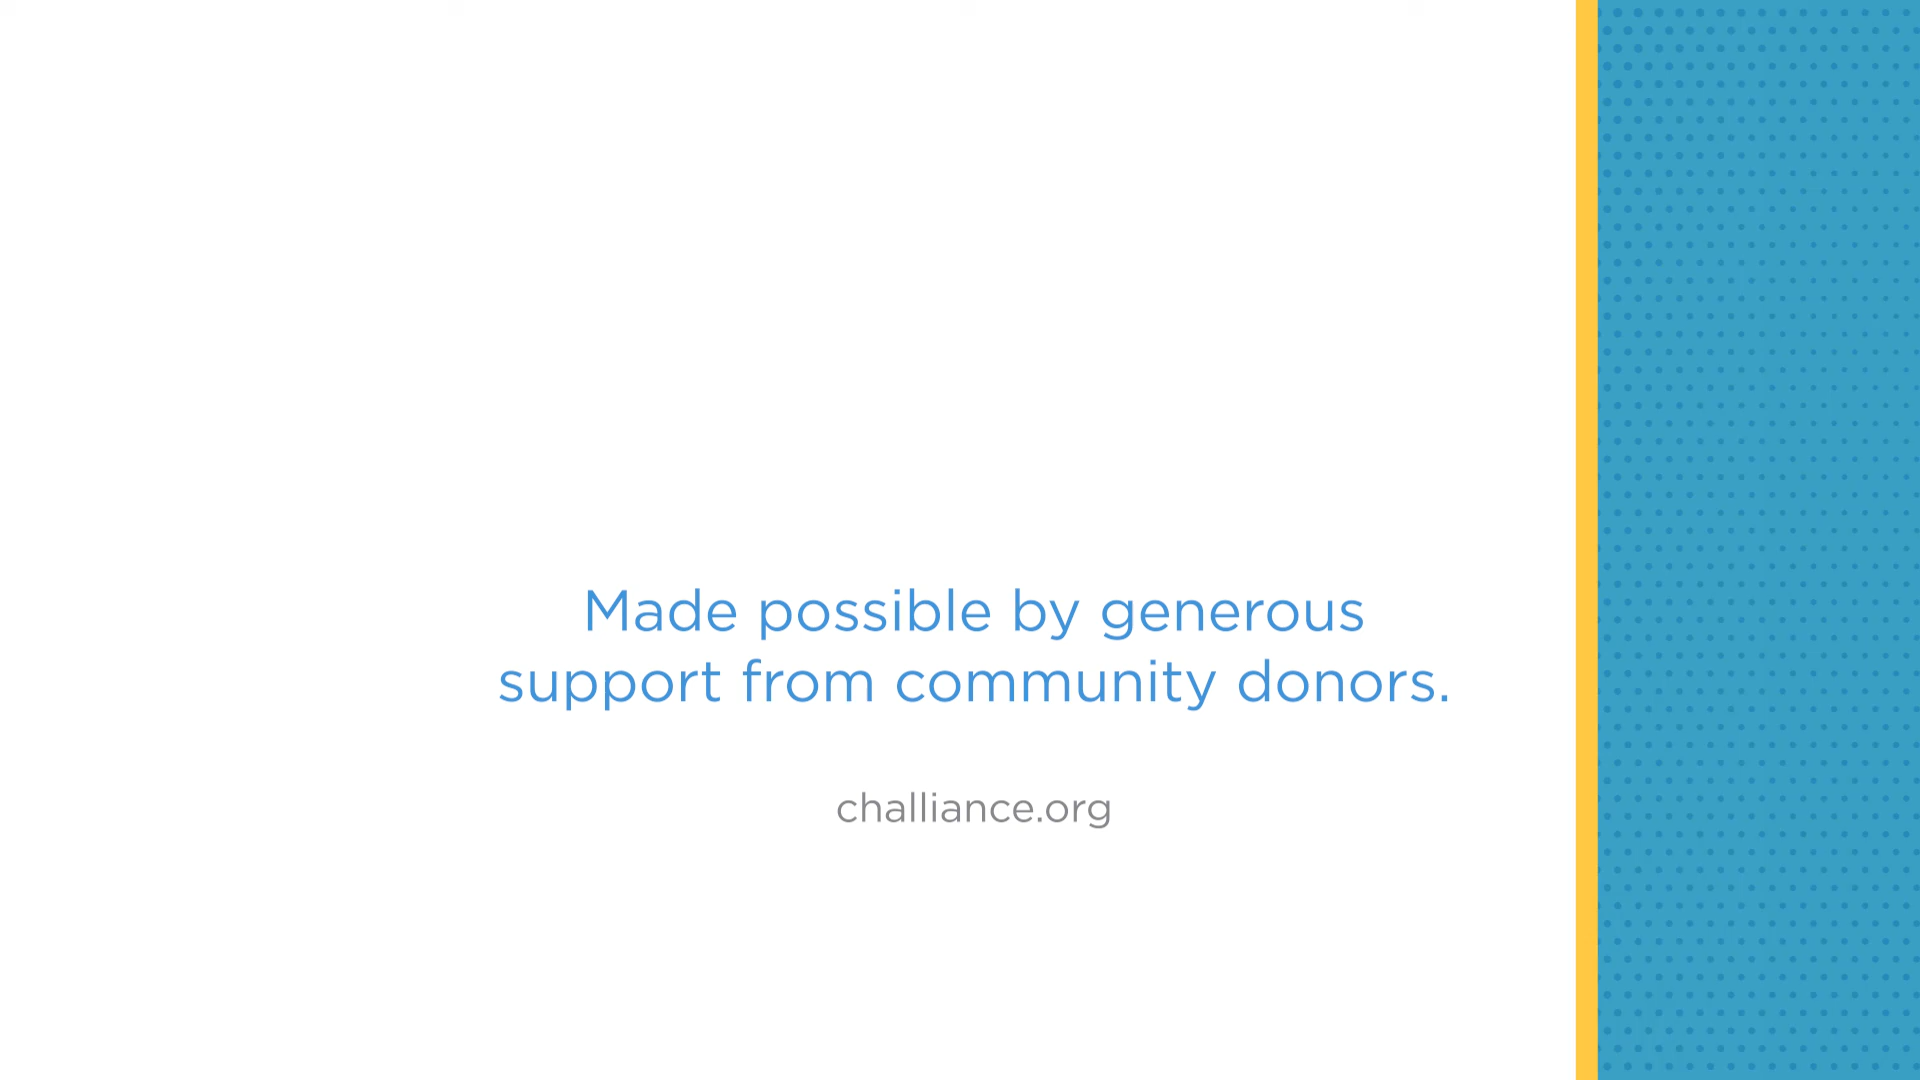 Made possible by generous
support from community donors.
challiance.org